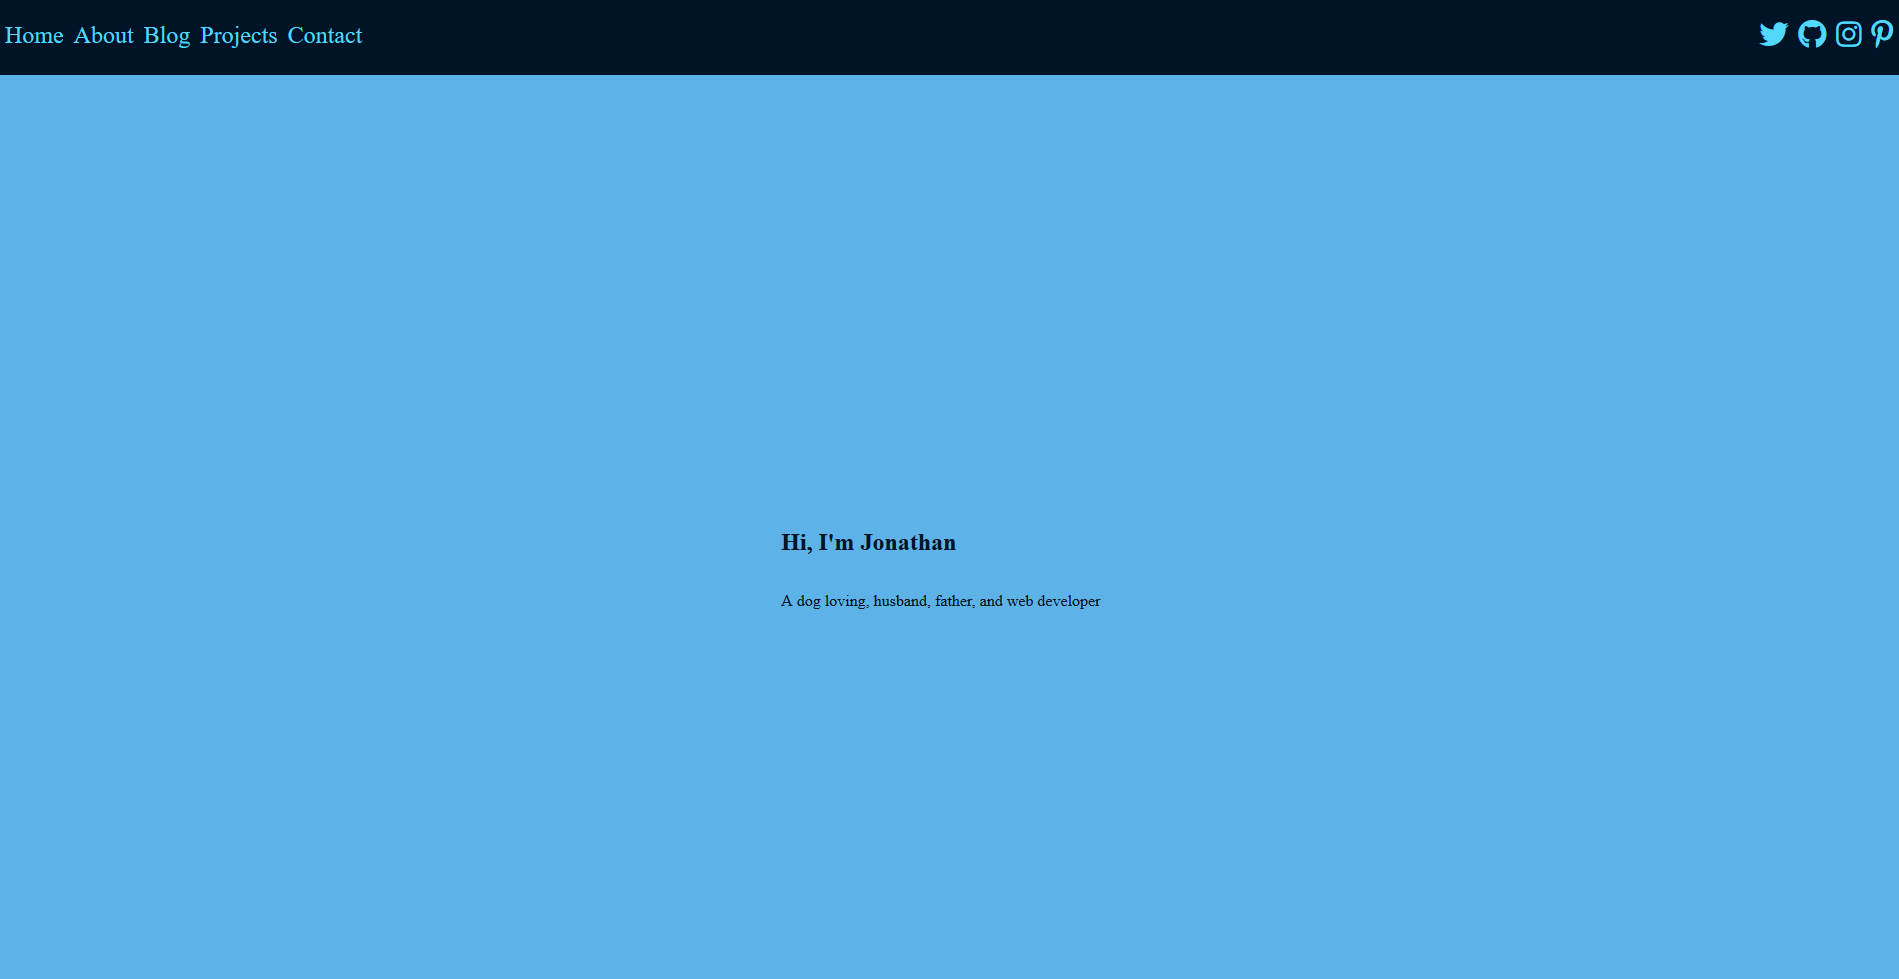 Home About Blog Projects Contact
Hi, I'm Jonathan
A dog loving, husband, father, and web developer